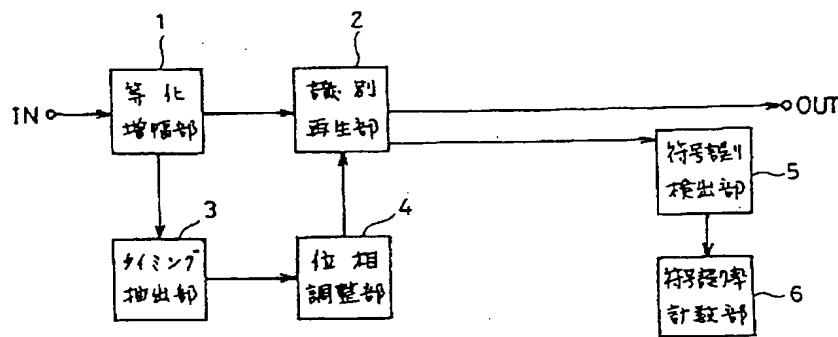 1
2
等化
増幅部
識別
再生部
IN
OUT
3
4
タイミング
抽出部
位相
調整部
符号誤り
検出部
5
符号誤り率
計数部
6